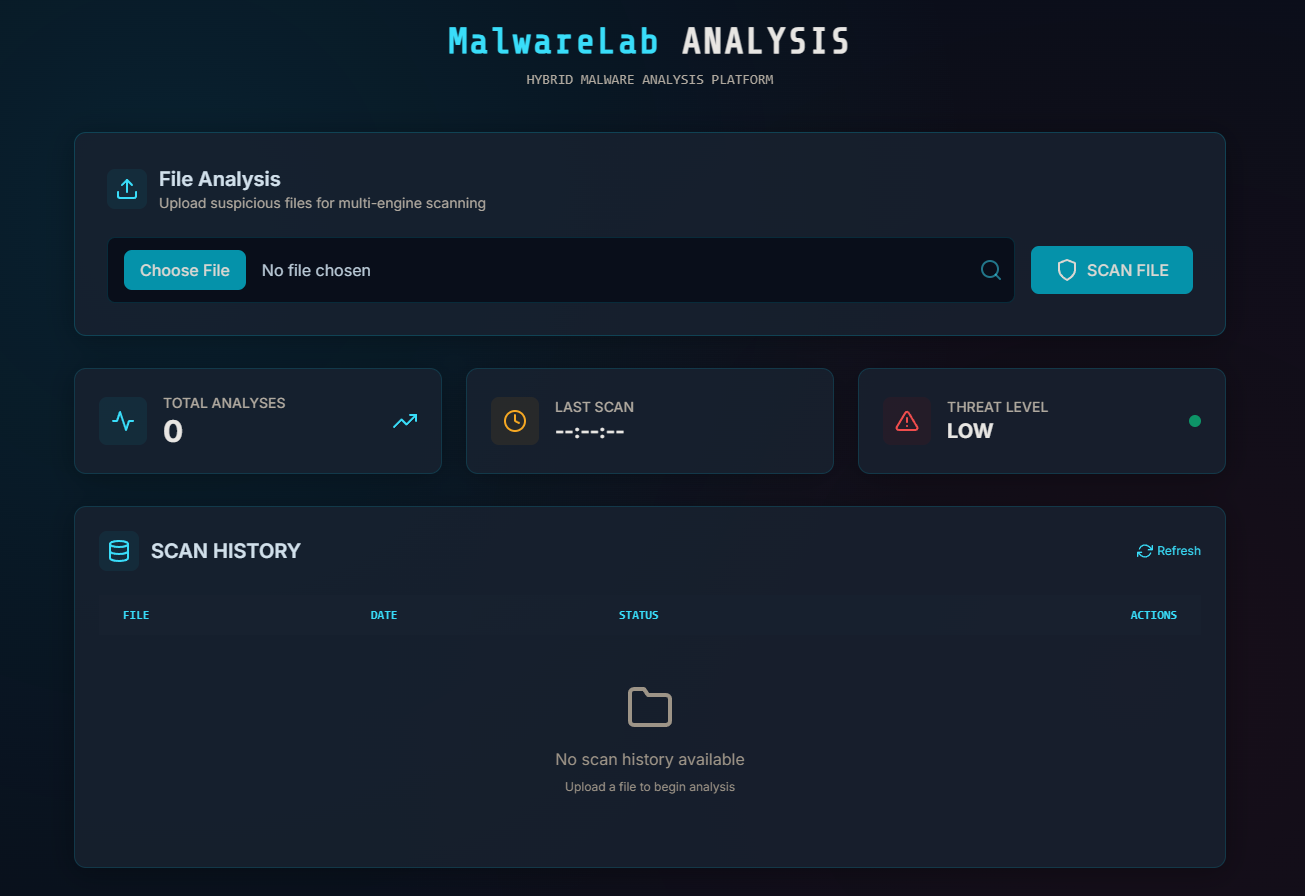 MalwareLab ANALYSIS
HYBRID MALWARE ANALYSIS PLATFORM
File Analysis
Upload suspicious files for multi-engine scanning
Choose File No file chosen
SCAN FILE
TOTAL ANALYSES
0
LAST SCAN
--:--:--
THREAT LEVEL
LOW
SCAN HISTORY
Refresh
FILE DATE STATUS ACTIONS
No scan history available
Upload a file to begin analysis